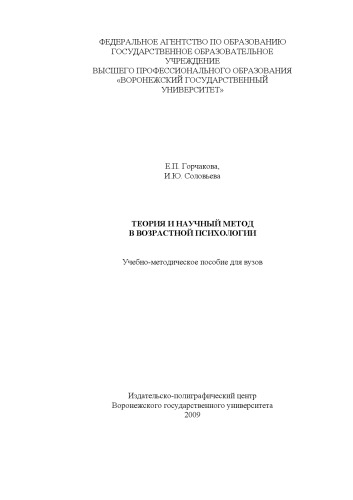 ФЕДЕРАЛЬНОЕ АГЕНТСТВО ПО ОБРАЗОВАНИЮ
ГОСУДАРСТВЕННОЕ ОБРАЗОВАТЕЛЬНОЕ
УЧРЕЖДЕНИЕ
ВЫСШЕГО ПРОФЕССИОНАЛЬНОГО ОБРАЗОВАНИЯ
«ВОРОНЕЖСКИЙ ГОСУДАРСТВЕННЫЙ
УНИВЕРСИТЕТ»
Е.П. Горчакова,
И.Ю. Соловьева
ТЕОРИЯ И НАУЧНЫЙ МЕТОД
В ВОЗРАСТНОЙ ПСИХОЛОГИИ
Учебно-методическое пособие для вузов
Издательско-полиграфический центр
Воронежского государственного университета
2009